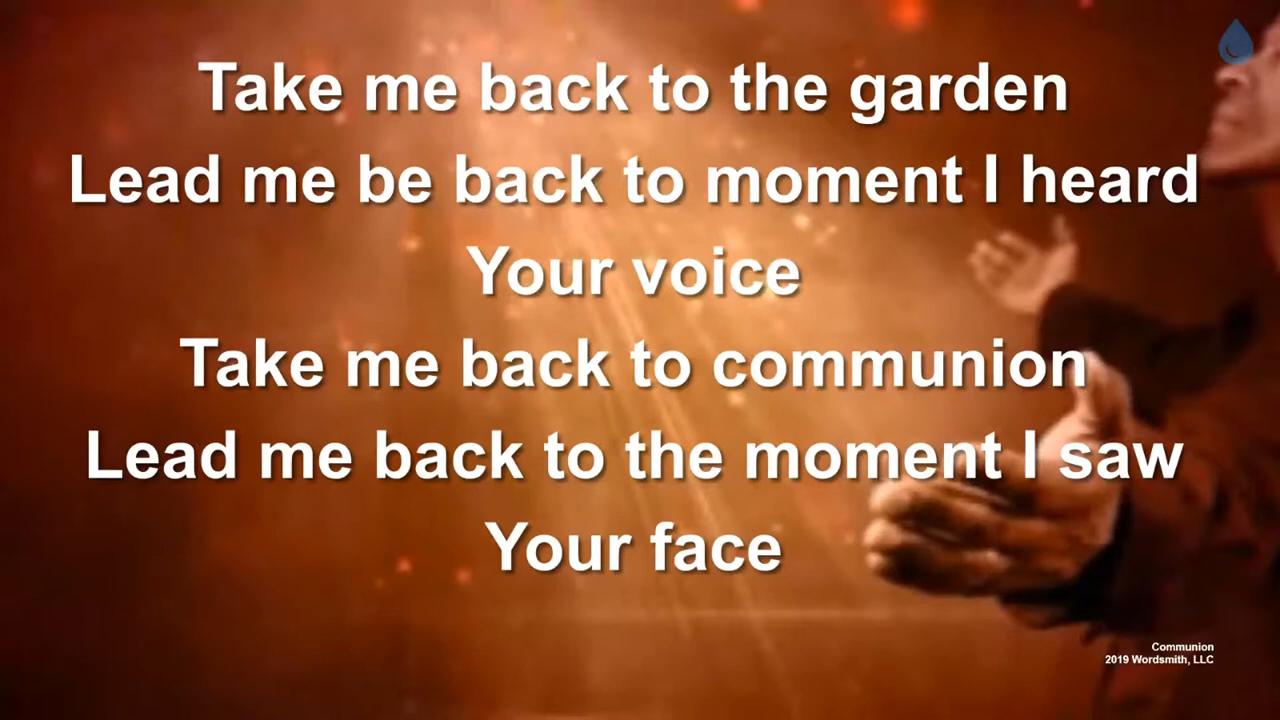 Take me back to the garden
Lead me be back to moment I heard
Your voice
Take me back to communion
Lead me back to the moment I saw
Your face
Communion
2019 Wordsmith, LLC